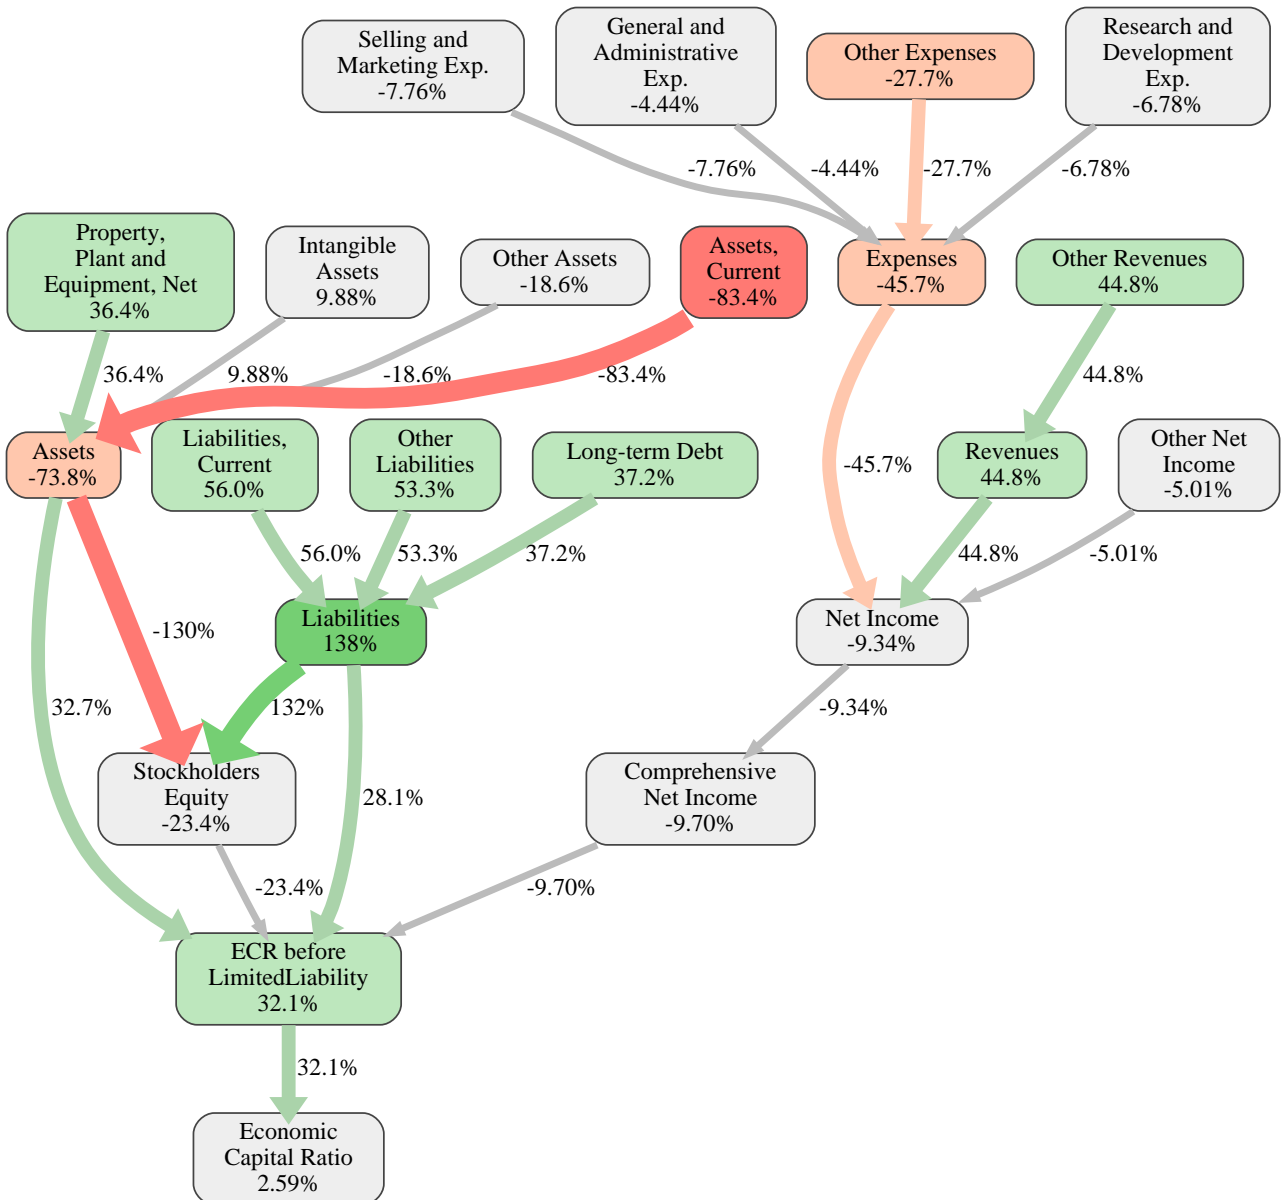 Selling and
Marketing Exp.
-7.76%
General and
Administrative
Exp.
-4.44%
Other Expenses
-27.7%
Research and
Development
Exp.
-6.78%
-7.76%
-4.44%
-27.7%
-6.78%
Property,
Plant and
Equipment, Net
36.4%
Intangible
Assets
9.88%
Other Assets
-18.6%
Assets,
Current
-83.4%
Expenses
-45.7%
Other Revenues
44.8%
36.4%
9.88%
-18.6%
-83.4%
44.8%
Assets
-73.8%
Liabilities,
Current
56.0%
Other
Liabilities
53.3%
Long-term Debt
37.2%
-45.7%
Revenues
44.8%
Other Net
Income
-5.01%
56.0%
53.3%
37.2%
44.8%
-5.01%
-130%
Liabilities
138%
Net Income
-9.34%
32.7%
132%
-9.34%
Stockholders
Equity
-23.4%
28.1%
Comprehensive
Net Income
-9.70%
-23.4%
-9.70%
ECR before
LimitedLiability
32.1%
32.1%
Economic
Capital Ratio
2.59%